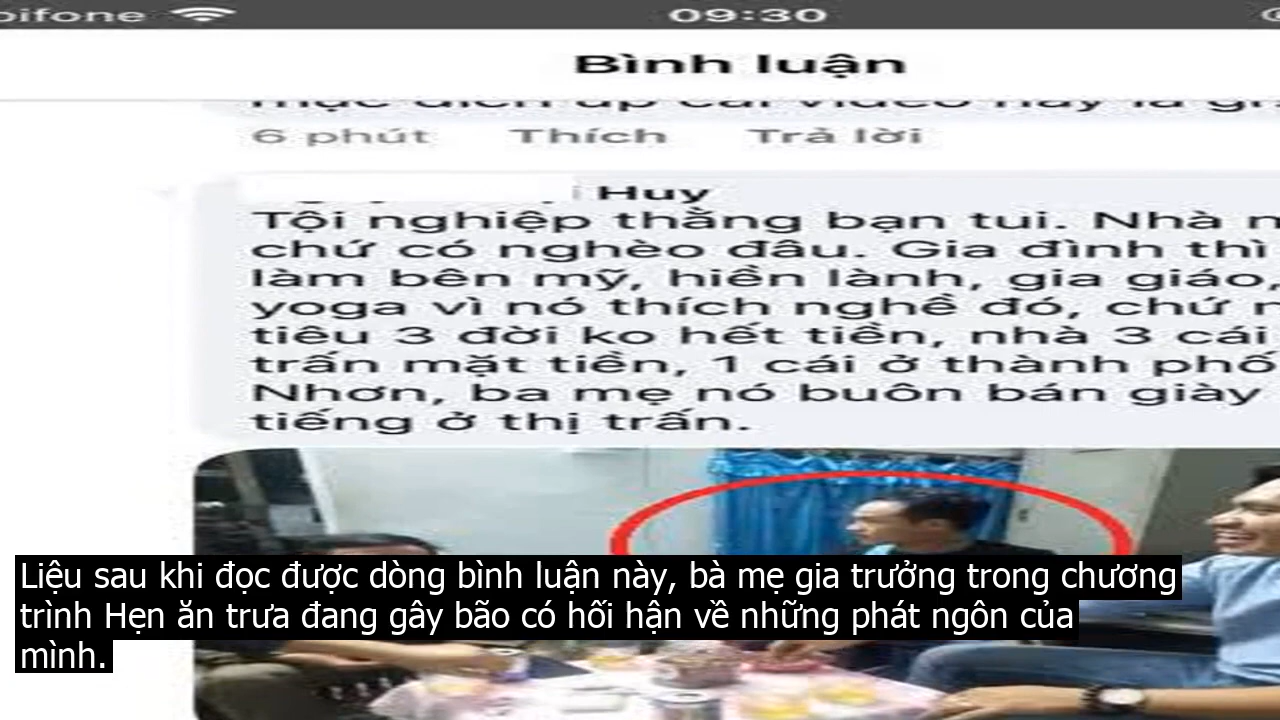 09:30
Bình luận
6 phút Thích Trả lời
Huy
Tội nghiệp thằng bạn tui. Nhà
chứ có nghèo đâu. Gia đình thì
làm bên mỹ, hiền lành, gia giáo,
yoga vì nó thích nghề đó, chứ
tiêu 3 đời ko hết tiền, nhà 3 cái
trấn mặt tiền, 1 cái ở thành phố
Nhơn, ba mẹ nó buôn bán giày
tiếng ở thị trấn.
Liệu sau khi đọc được dòng bình luận này, bà mẹ gia trưởng trong chương
trình Hẹn ăn trưa đang gây bão có hối hận về những phát ngôn của
mình.